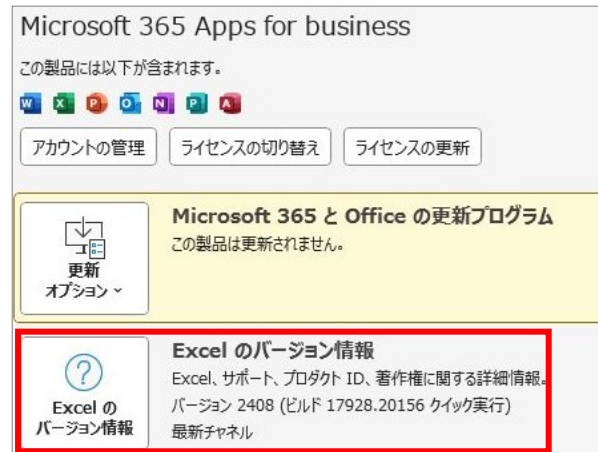 Microsoft 365 Apps for business
この製品には以下が含まれます。
アカウントの管理 ライセンスの切り替え ライセンスの更新
更新
オプション
Microsoft 365 と Office の更新プログラム
この製品は更新されません。
Excel の
バージョン情報
Excel のバージョン情報
Excel、サポート、プロダクト ID、著作権に関する詳細情報。
バージョン 2408 (ビルド 17928.20156 クイック実行)
最新チャネル